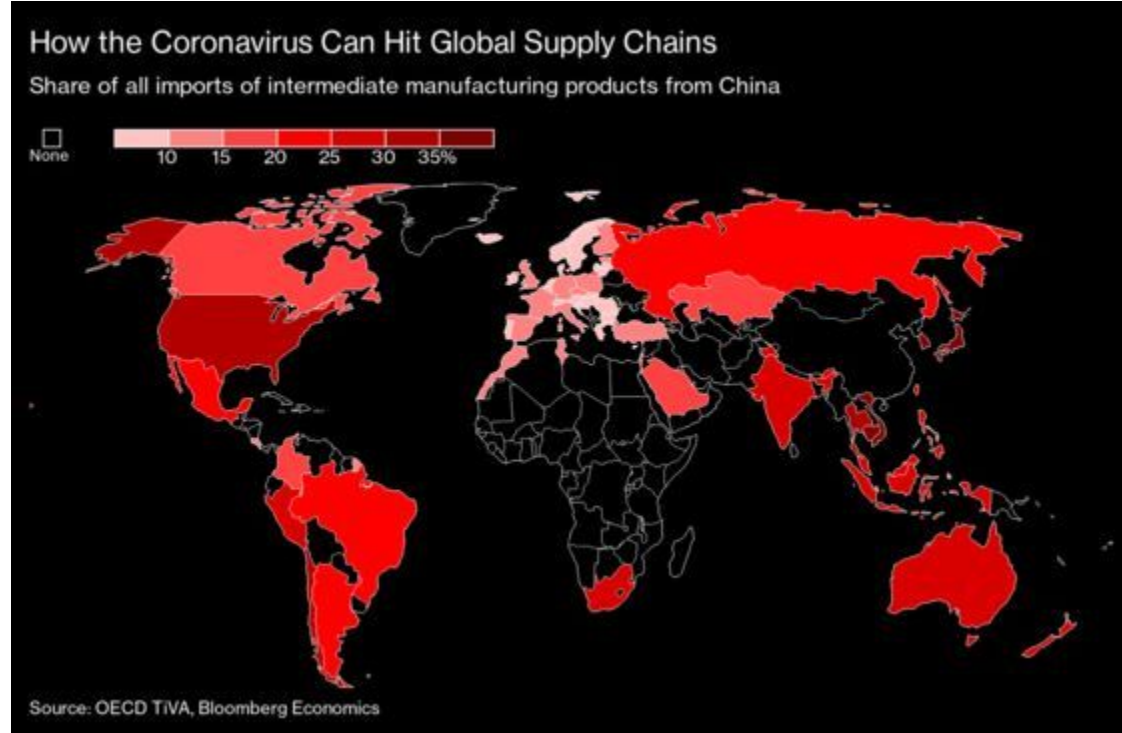 How the Coronavirus Can Hit Global Supply Chains
Share of all imports of intermediate manufacturing products from China
None
10 15 20 25 30 35%
Source: OECD TiVA, Bloomberg Economics